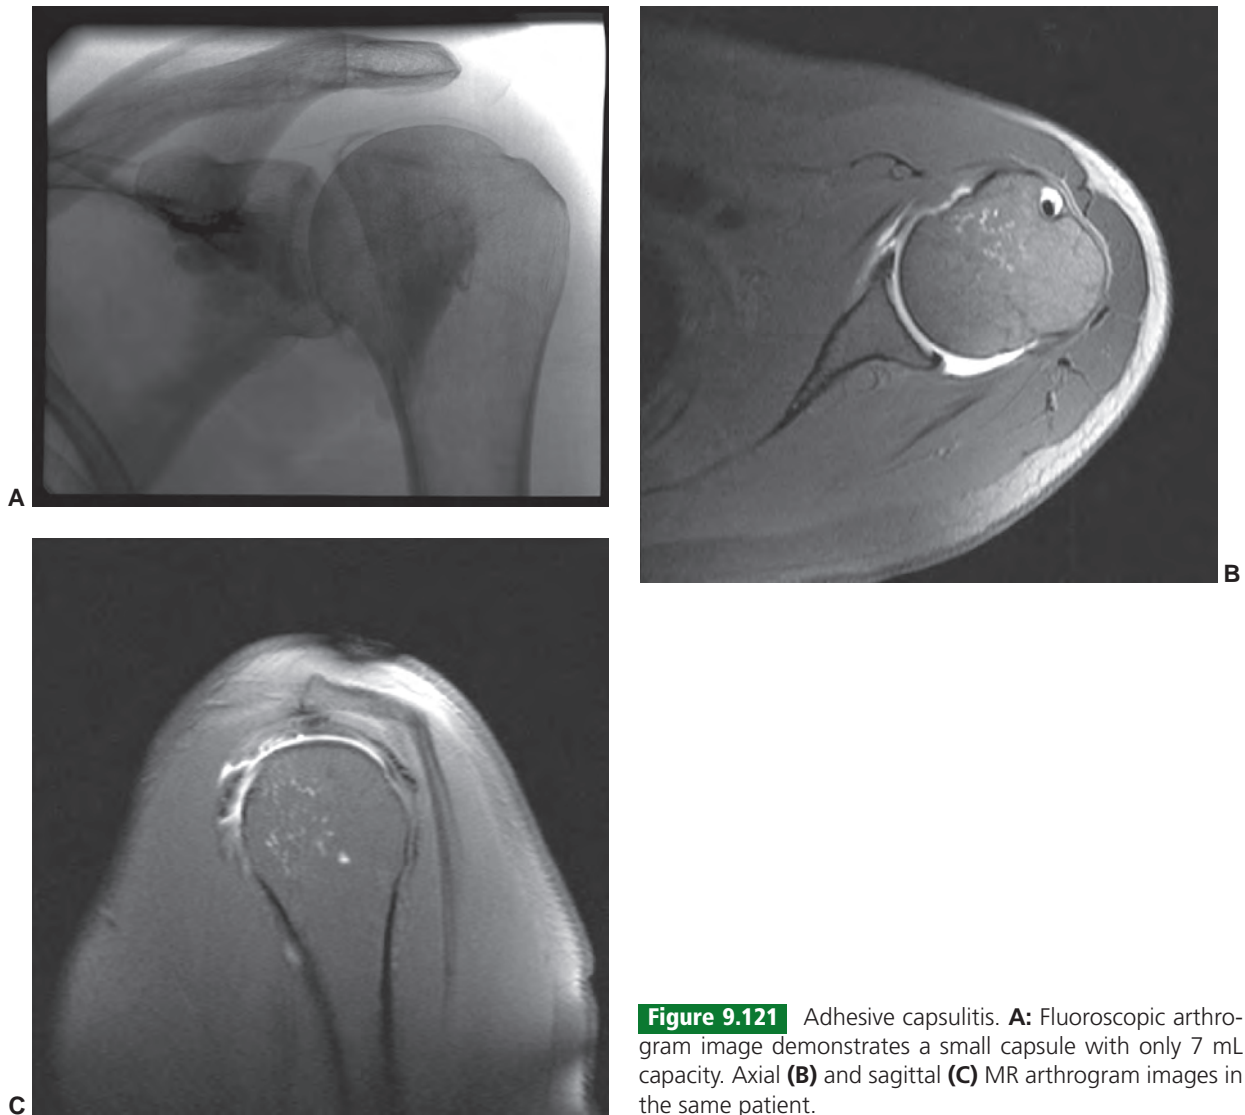 A
B
C
Figure 9.121 Adhesive capsulitis. A: Fluoroscopic arthro-
gram image demonstrates a small capsule with only 7 mL
capacity. Axial (B) and sagittal (C) MR arthrogram images in
the same patient.